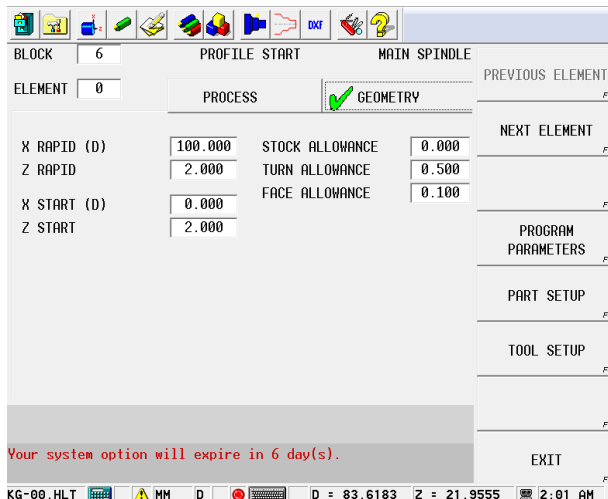 DXF
BLOCK 6 PROFILE START MAIN SPINDLE
ELEMENT 0
PROCESS GEOMETRY
X RAPID (D) 100.000 STOCK ALLOWANCE 0.000
Z RAPID 2.000 TURN ALLOWANCE 0.500
FACE ALLOWANCE 0.100
X START (D) 0.000
Z START 2.000
PREVIOUS ELEMENT
F
NEXT ELEMENT
F
F
PROGRAM
PARAMETERS
F
PART SETUP
F
TOOL SETUP
F
F
EXIT
F
Your system option will expire in 6 day(s).
KG-00.HLT MM D D = 83.6183 Z = 21.9555 2:01 AM